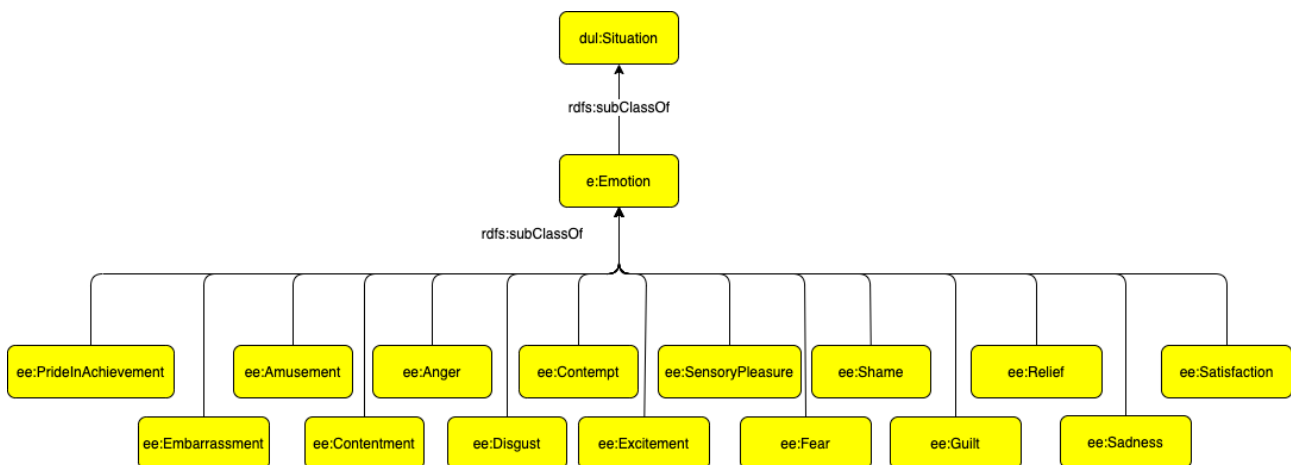 dul:Situation
rdfs:subClassOf
e:Emotion
rdfs:subClassOf
ee:PrideInAchievement
ee:Amusement
ee:Anger
ee:Contempt
ee:SensoryPleasure
ee:Shame
ee:Relief
ee:Satisfaction
ee:Embarrassment
ee:Contentment
ee:Disgust
ee:Excitement
ee:Fear
ee:Guilt
ee:Sadness